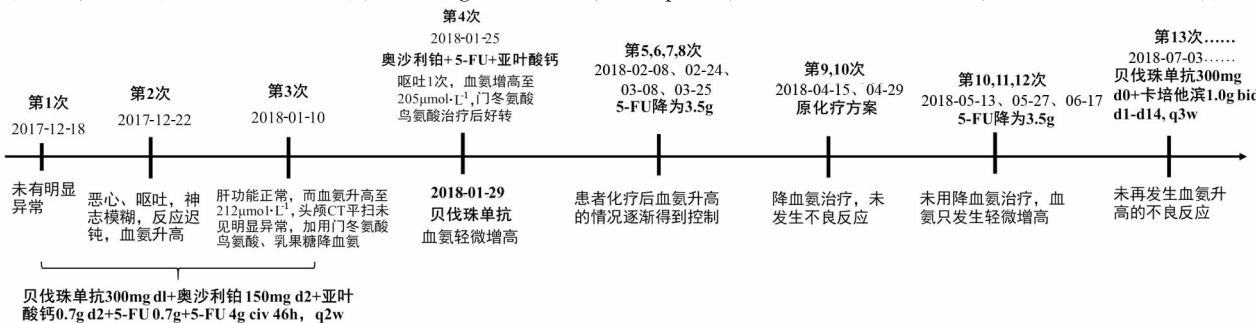 第1次
2017-12-18
未有明显
异常
第2次
2017-12-22
恶心、呕吐，神
志模糊，反应迟
钝，血氨升高
第3次
2018-01-10
肝功能正常，而血氨升高至
212μmol·L⁻¹，头颅CT平扫未
见明显异常，加用门冬氨酸
鸟氨酸、乳果糖降血氨
贝伐珠单抗300mg d1+奥沙利铂 150mg d2+亚叶
酸钙0.7g d2+5-FU 0.7g+5-FU 4g civ 46h，q2w
第4次
2018-01-25
奥沙利铂+ 5-FU+亚叶酸钙
呕吐1次，血氨增高至
205μmol·L⁻¹,门冬氨酸
鸟氨酸治疗后好转
2018-01-29
贝伐珠单抗
血氨轻微增高
第5,6,7,8次
2018-02-08、02-24、
03-08、03-25
5-FU降为3.5g
患者化疗后血氨升高
的情况逐渐得到控制
第9,10次
2018-04-15、04-29
原化疗方案
降血氨治疗，未
发生不良反应
第10,11,12次
2018-05-13、05-27、06-17
5-FU降为3.5g
未用降血氨治疗，血
氨只发生轻微增高
第13次……
2018-07-03……
贝伐珠单抗300mg
d0+卡培他滨1.0g bid
d1-d14, q3w
未再发生血氨升
高的不良反应